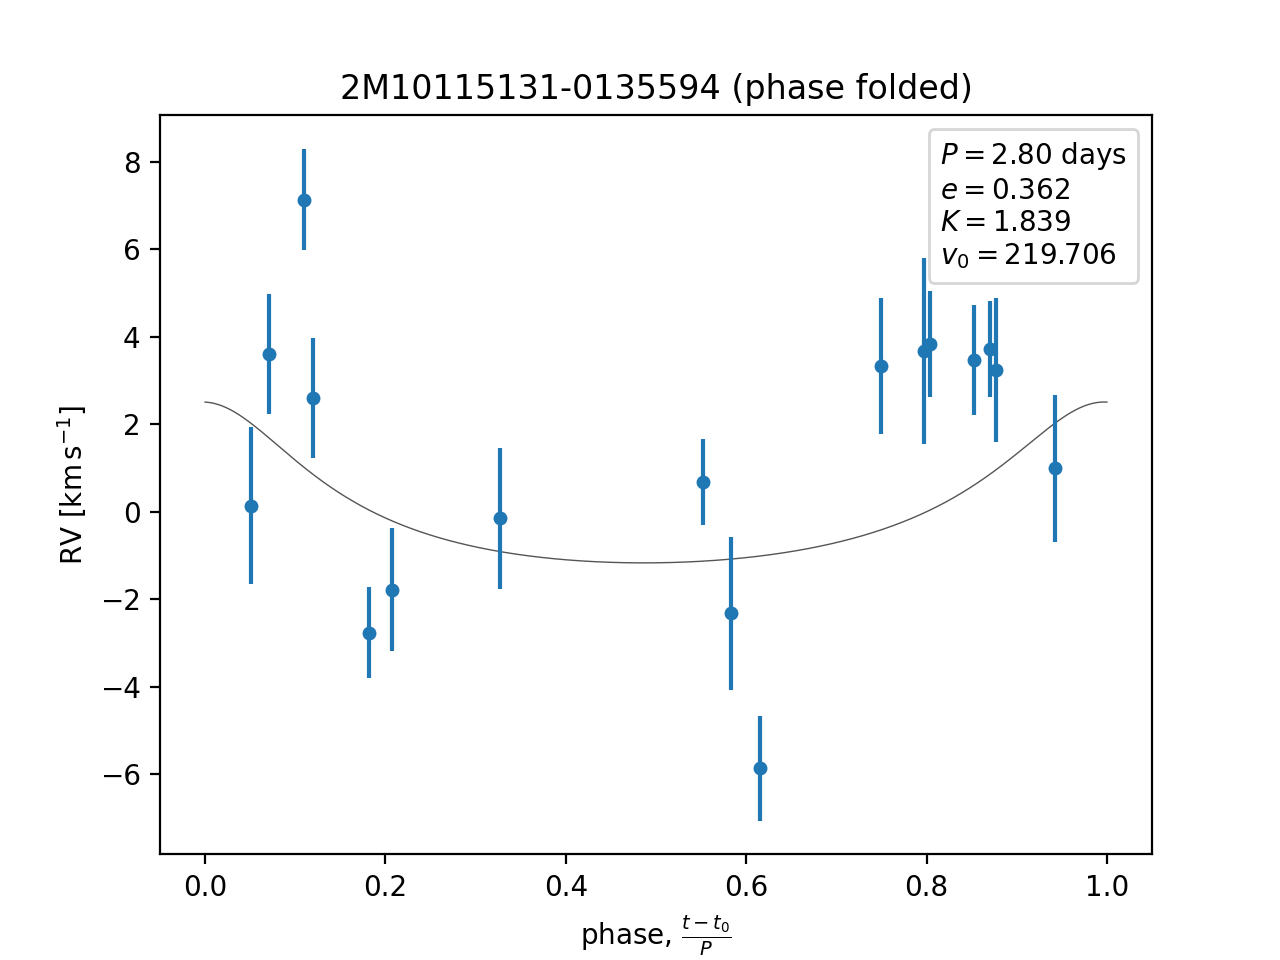 2M10115131-0135594 (phase folded)
P = 2.80 days
e = 0.362
K = 1.839
v₀ = 219.706
RV [km s⁻¹]
8
6
4
2
0
−2
−4
−6
0.0 0.2 0.4 0.6 0.8 1.0
phase, (t − t₀)/P